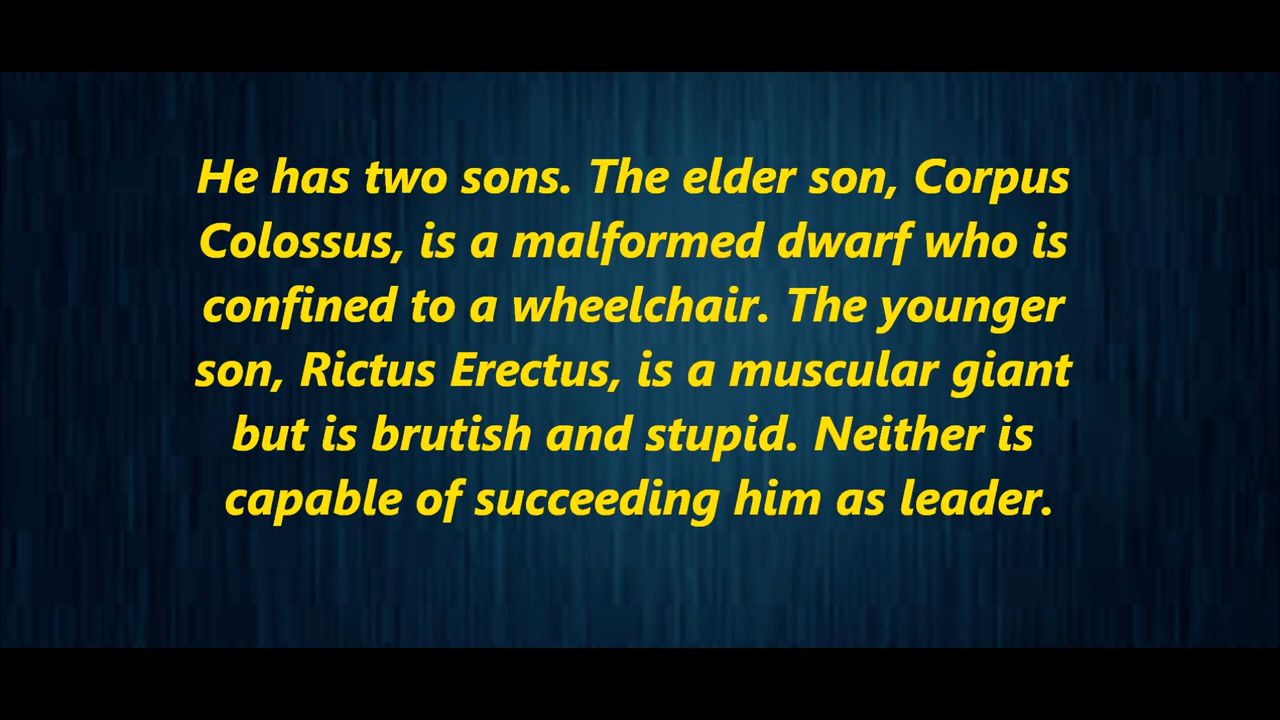 He has two sons. The elder son, Corpus
Colossus, is a malformed dwarf who is
confined to a wheelchair. The younger
son, Rictus Erectus, is a muscular giant
but is brutish and stupid. Neither is
capable of succeeding him as leader.